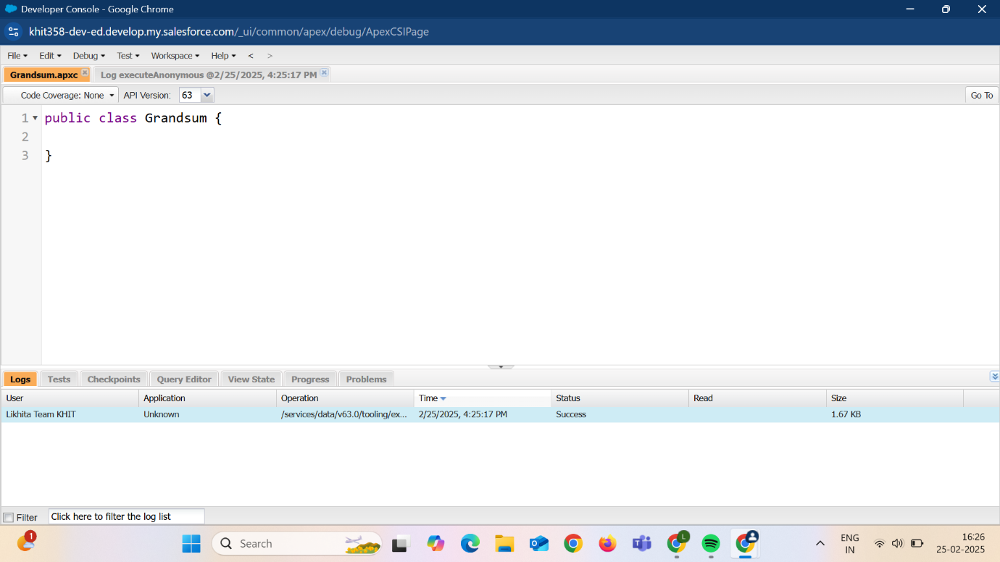 Developer Console - Google Chrome
khit358-dev-ed.develop.my.salesforce.com/_ui/common/apex/debug/ApexCSIPage
File Edit Debug Test Workspace Help < >
Grandsum.apxc Log executeAnonymous @2/25/2025, 4:25:17 PM
Code Coverage: None API Version: 63 Go To
1 public class Grandsum {
2
3 }
Logs Tests Checkpoints Query Editor View State Progress Problems
User Application Operation Time Status Read Size
Likhita Team KHIT Unknown /services/data/v63.0/tooling/ex... 2/25/2025, 4:25:17 PM Success 1.67 KB
Filter Click here to filter the log list
1 Search L ENG 16:26
IN 25-02-2025